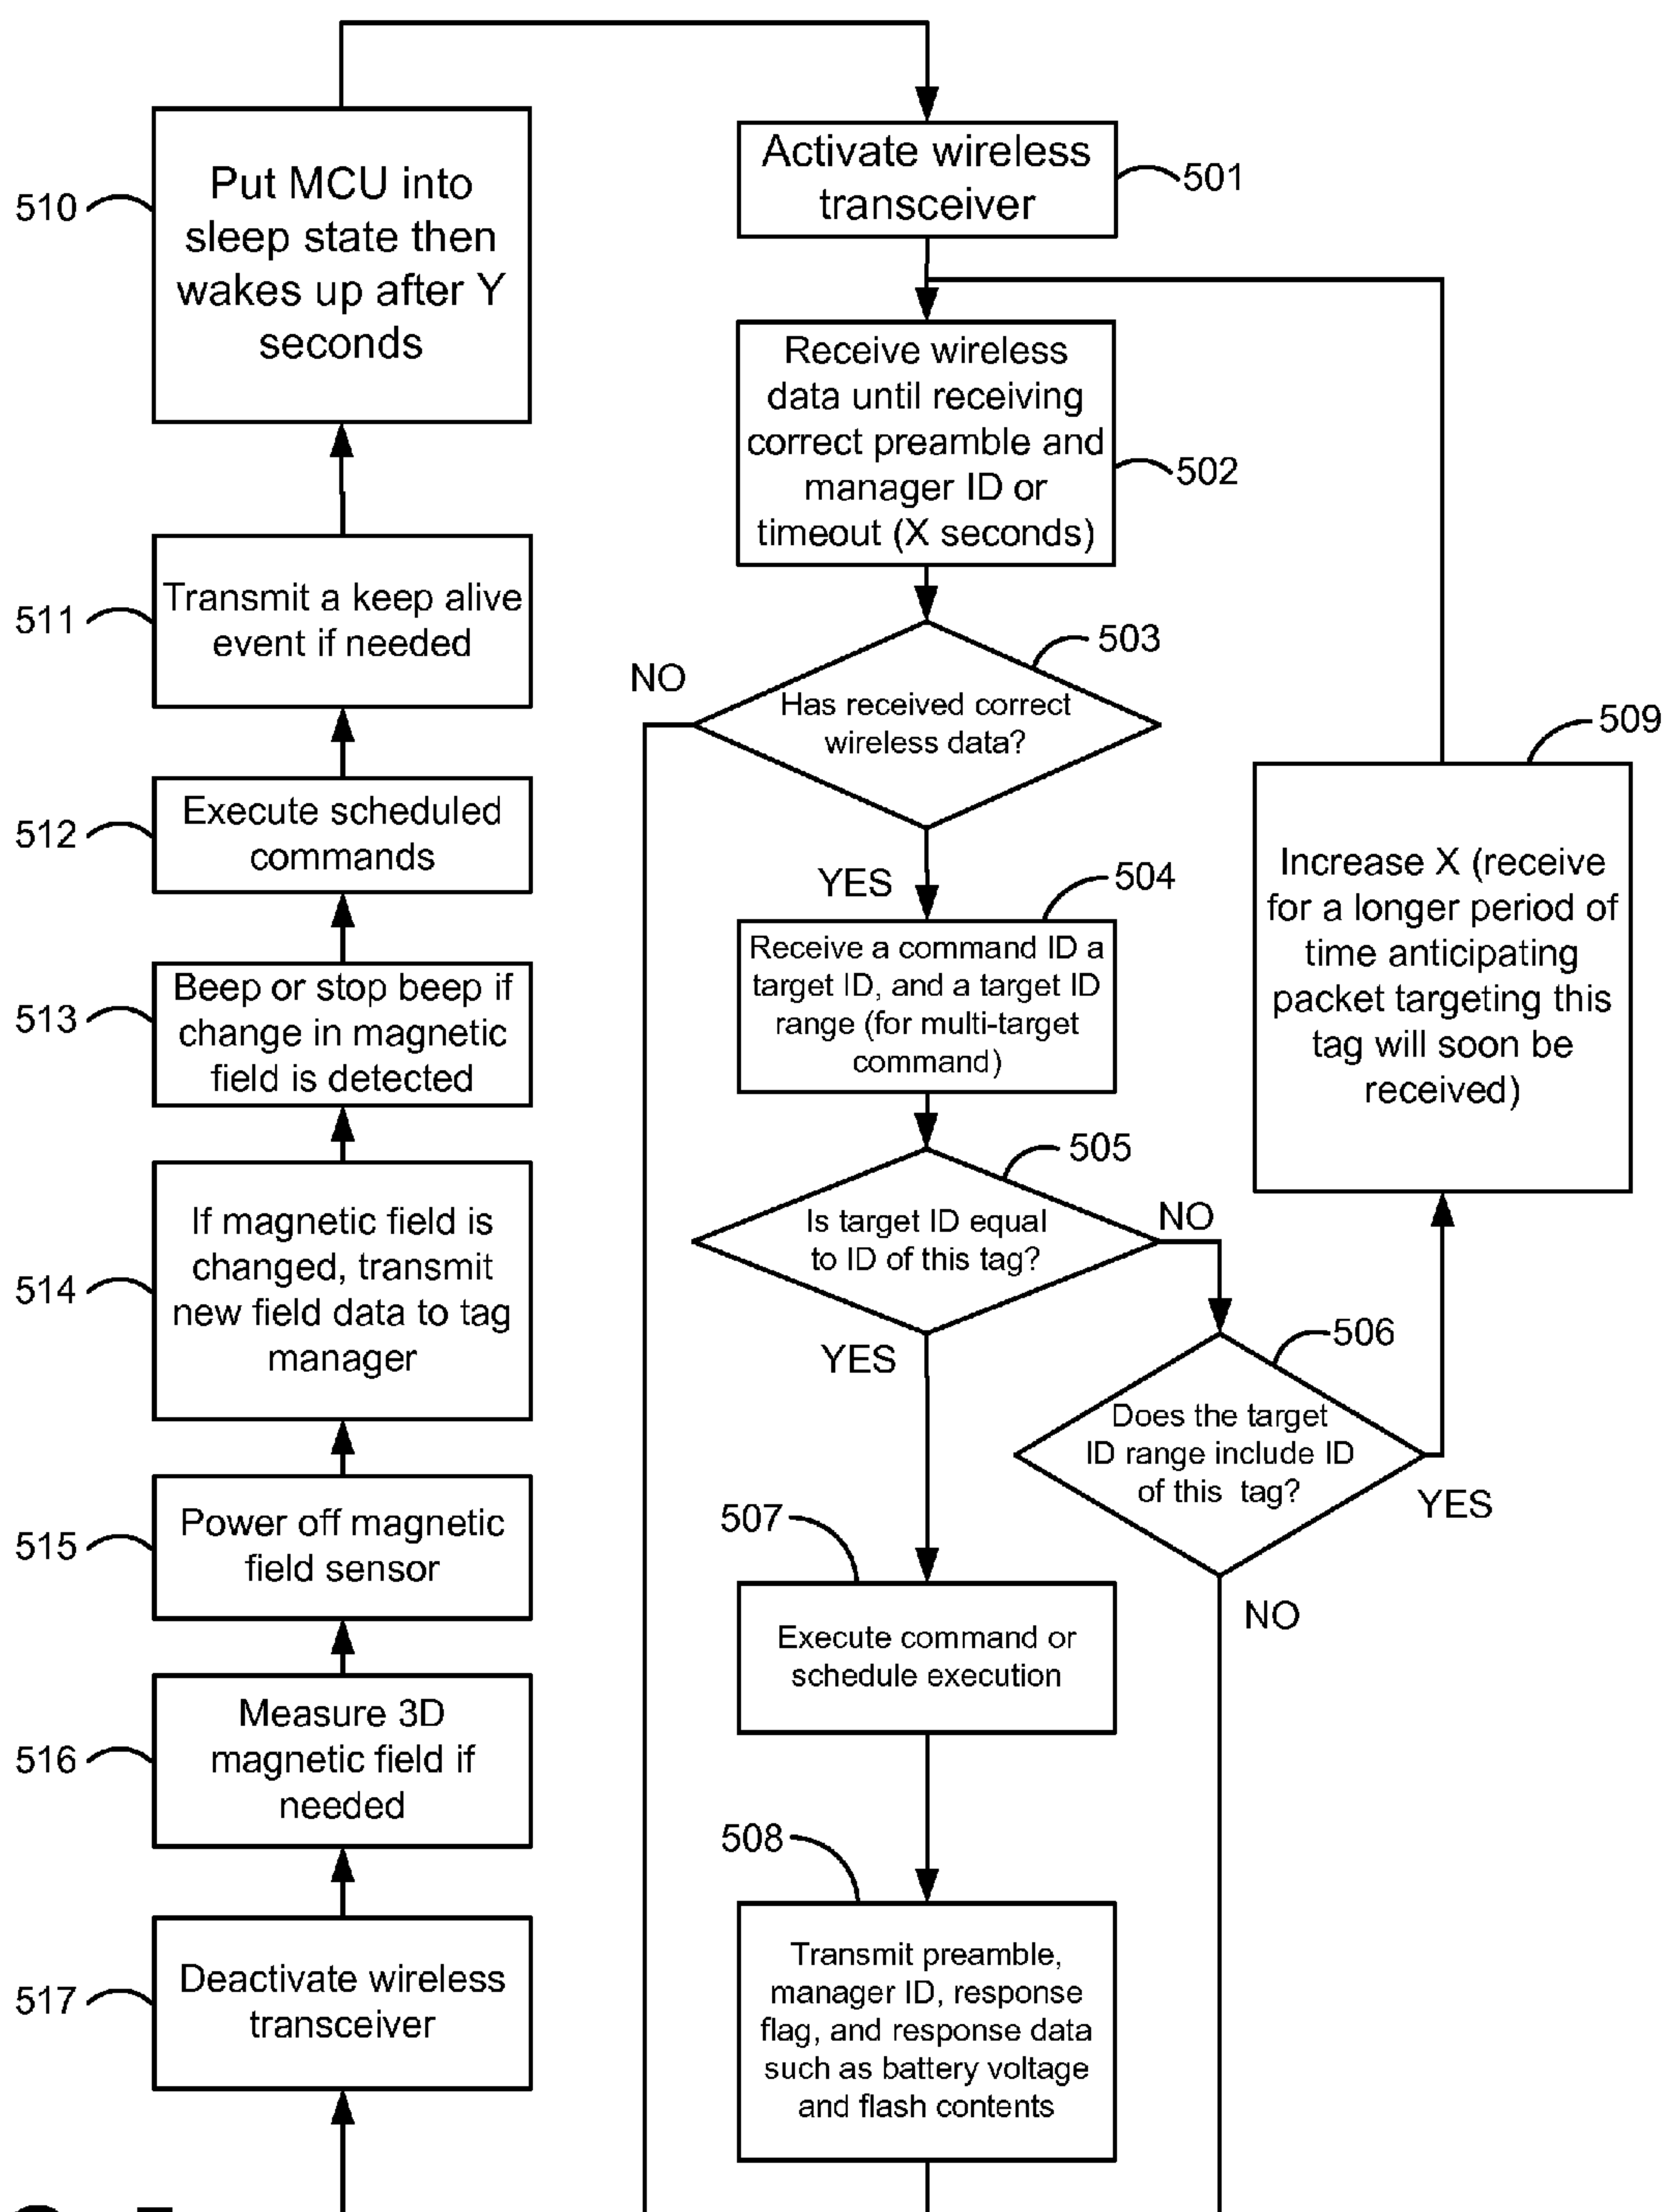 510
Put MCU into
sleep state then
wakes up after Y
seconds
511
Transmit a keep alive
event if needed
512
Execute scheduled
commands
513
Beep or stop beep if
change in magnetic
field is detected
514
If magnetic field is
changed, transmit
new field data to tag
manager
515
Power off magnetic
field sensor
516
Measure 3D
magnetic field if
needed
517
Deactivate wireless
transceiver
Activate wireless
transceiver
501
Receive wireless
data until receiving
correct preamble and
manager ID or
timeout (X seconds)
502
503
NO
Has received correct
wireless data?
YES
504
Receive a command ID a
target ID, and a target ID
range (for multi-target
command)
505
Is target ID equal
to ID of this tag?
NO
YES
506
Does the target
ID range include ID
of this tag?
YES
NO
509
Increase X (receive
for a longer period of
time anticipating
packet targeting this
tag will soon be
received)
507
Execute command or
schedule execution
508
Transmit preamble,
manager ID, response
flag, and response data
such as battery voltage
and flash contents